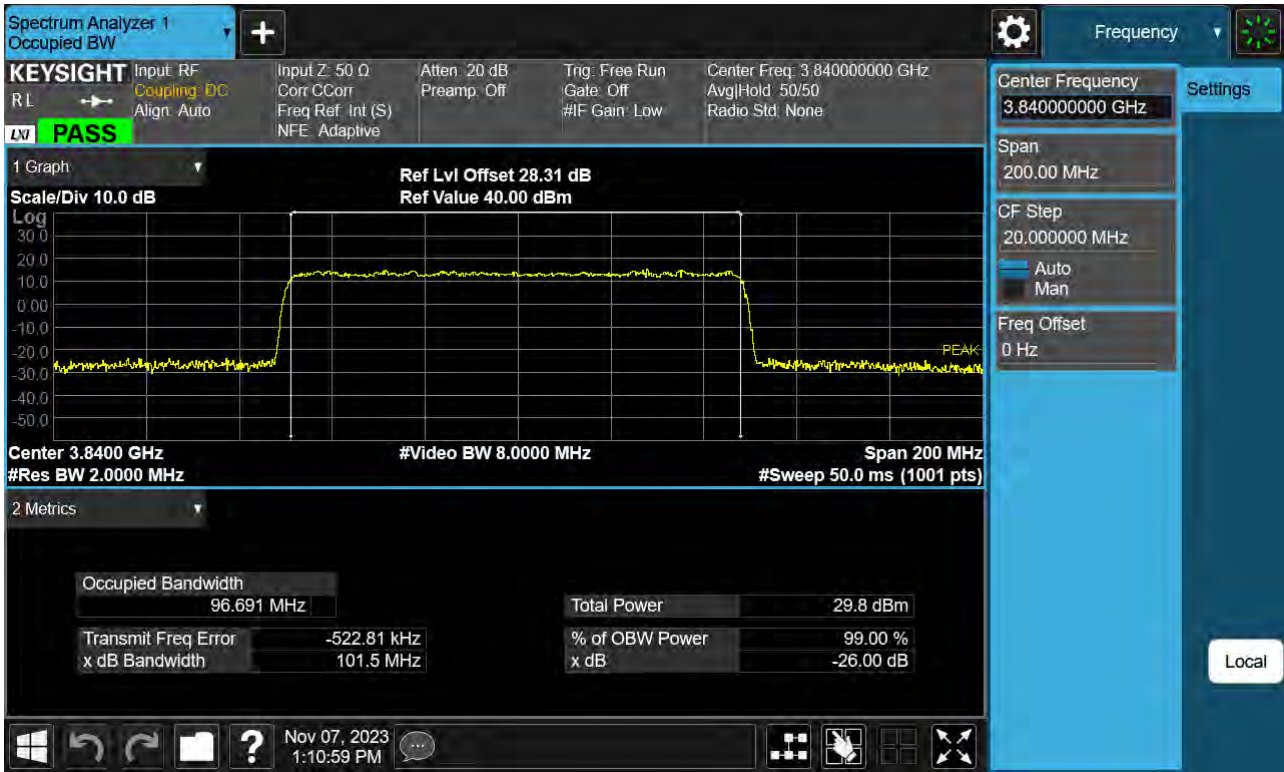 Spectrum Analyzer 1
Occupied BW
+
Frequency
KEYSIGHT
RL
LXI PASS
Input: RF
Coupling: DC
Align: Auto
Input Z: 50 Ω
Corr CCorr
Freq Ref: Int (S)
NFE: Adaptive
Atten: 20 dB
Preamp: Off
Trig: Free Run
Gate: Off
#IF Gain: Low
Center Freq: 3.840000000 GHz
Avg|Hold: 50/50
Radio Std: None
Center Frequency
3.840000000 GHz
Settings
Span
200.00 MHz
CF Step
20.000000 MHz
Auto
Man
Freq Offset
0 Hz
1 Graph
Scale/Div 10.0 dB
Ref Lvl Offset 28.31 dB
Ref Value 40.00 dBm
Log
30.0
20.0
10.0
0.00
-10.0
-20.0
-30.0
-40.0
-50.0
PEAK
Center 3.8400 GHz
#Video BW 8.0000 MHz
Span 200 MHz
#Res BW 2.0000 MHz
#Sweep 50.0 ms (1001 pts)
2 Metrics
Occupied Bandwidth
96.691 MHz
Total Power 29.8 dBm
Transmit Freq Error -522.81 kHz
% of OBW Power 99.00 %
x dB Bandwidth 101.5 MHz
x dB -26.00 dB
Local
?
Nov 07, 2023
1:10:59 PM